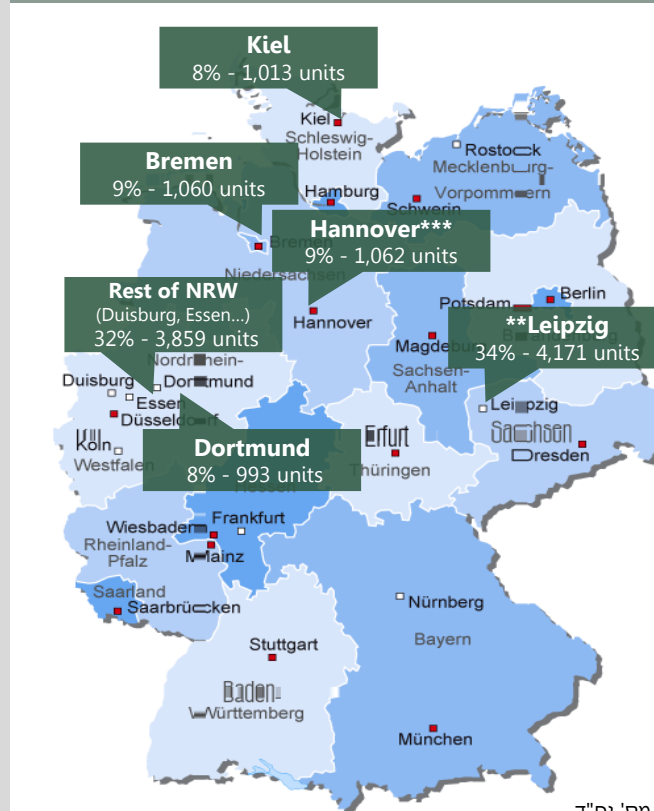 Kiel
8% - 1,013 units
Kiel
Schleswig-
Holstein
Rostock
Mecklenburg-
Vorpommern
Bremen
9% - 1,060 units
Hamburg
Schwerin
Bremen
Hannover***
9% - 1,062 units
Niedersachsen
Rest of NRW
(Duisburg, Essen...)
32% - 3,859 units
Hannover
Potsdam
Berlin
**Leipzig
34% - 4,171 units
Magdeburg
Sachsen-
Anhalt
Nordrhein-
Duisburg
Dortmund
Essen
Düsseldorf
Leipzig
Sachsen
Dresden
Köln
Westfalen
Dortmund
8% - 993 units
Erfurt
Thüringen
Hessen
Wiesbaden
Frankfurt
Rheinland-
Pfalz
Mainz
Saarland
Saarbrücken
Nürnberg
Bayern
Stuttgart
Baden-
Württemberg
München